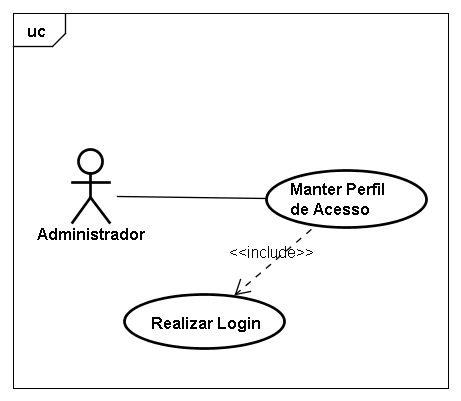 uc
Manter Perfil
de Acesso
Administrador
<<include>>
Realizar Login